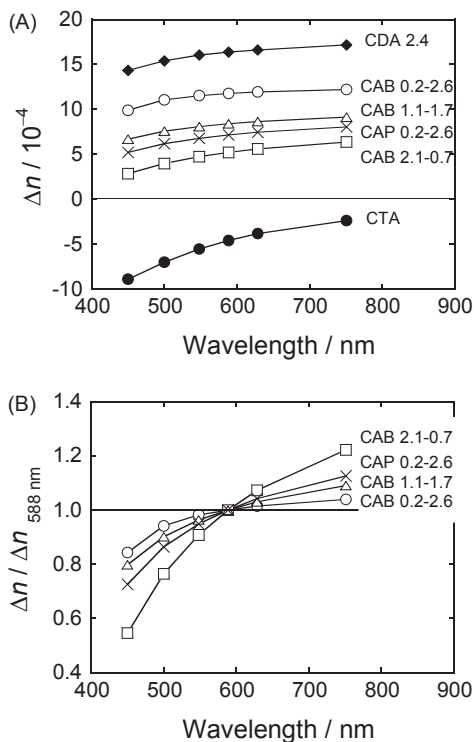 (A)
20
15
10
5
0
-5
-10
Δn / 10⁻⁴
CDA 2.4
CAB 0.2-2.6
CAB 1.1-1.7
CAP 0.2-2.6
CAB 2.1-0.7
CTA
400 500 600 700 800 900
Wavelength / nm
(B)
1.4
1.2
1.0
0.8
0.6
0.4
Δn / Δn 588 nm
CAB 2.1-0.7
CAP 0.2-2.6
CAB 1.1-1.7
CAB 0.2-2.6
400 500 600 700 800 900
Wavelength / nm